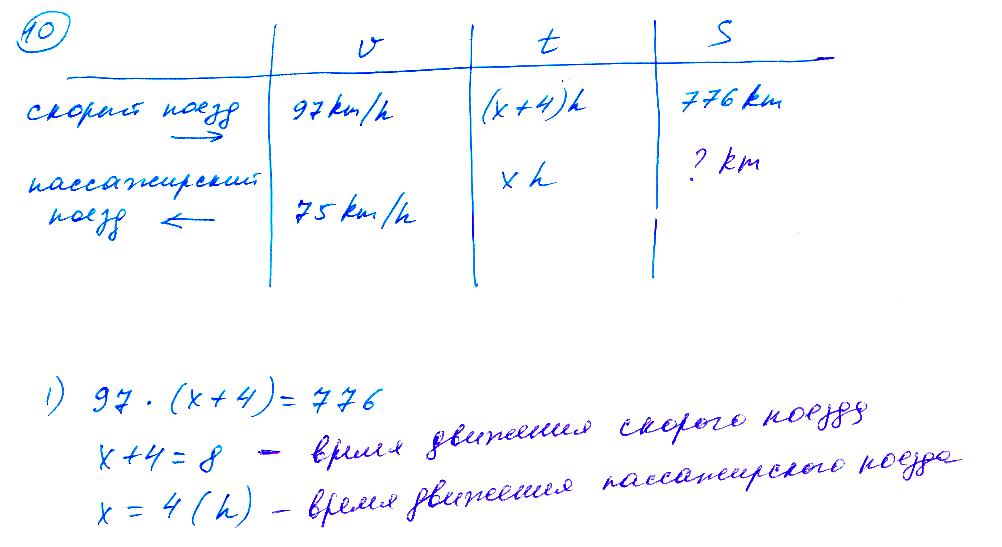 10
v t S
скорый поезд 97 km/h (x+4)h 776 km
→
x h ? km
пассажирский
поезд ← 75 km/h
1) 97 · (x+4) = 776
x+4 = 8 – время движения скорого поезда
x = 4 (h) – время движения пассажирского поезда